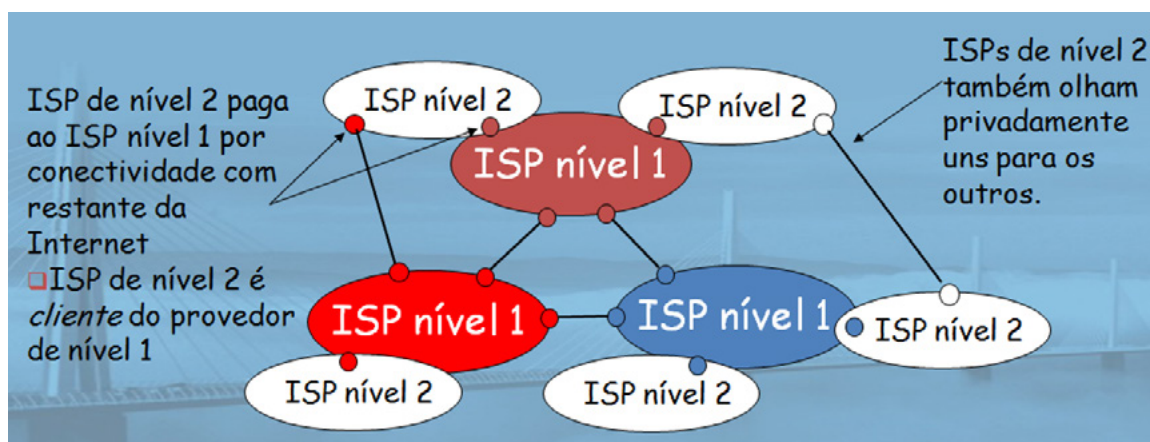 ISP de nível 2 paga
ao ISP nível 1 por
conectividade com
restante da
Internet
❑ISP de nível 2 é
cliente do provedor
de nível 1
ISP nível 2
ISP nível 2
ISP nível 1
ISPs de nível 2
também olham
privadamente
uns para os
outros.
ISP nível 1
ISP nível 1
ISP nível 2
ISP nível 2
ISP nível 2